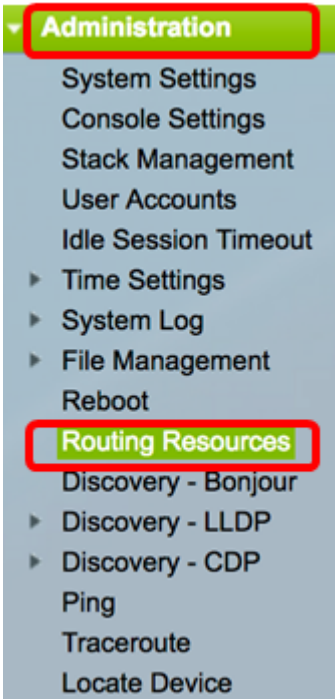 Administration
System Settings
Console Settings
Stack Management
User Accounts
Idle Session Timeout
Time Settings
System Log
File Management
Reboot
Routing Resources
Discovery - Bonjour
Discovery - LLDP
Discovery - CDP
Ping
Traceroute
Locate Device